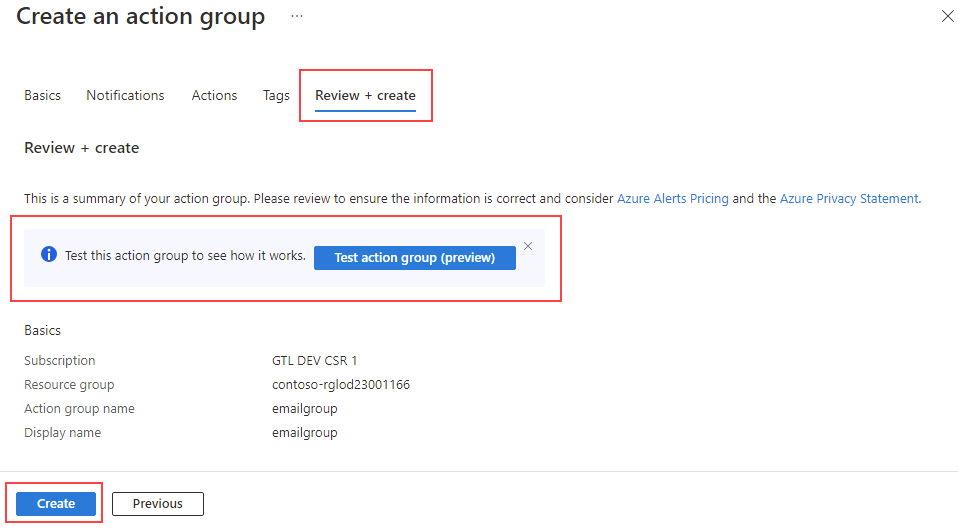 Create an action group ...
Basics Notifications Actions Tags Review + create
Review + create
This is a summary of your action group. Please review to ensure the information is correct and consider Azure Alerts Pricing and the Azure Privacy Statement.
Test this action group to see how it works. Test action group (preview)
Basics
Subscription GTL DEV CSR 1
Resource group contoso-rglod23001166
Action group name emailgroup
Display name emailgroup
Create Previous